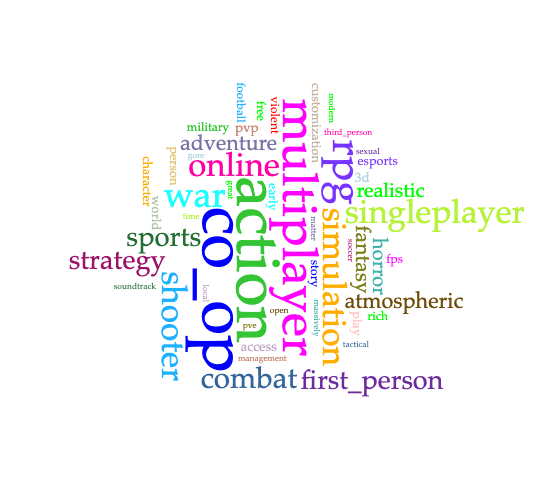 football
free
violent
customization
modern
military
pvp
third_person
adventure
gore
person
character
online
multiplayer
rpg
sexual
esports
3d
war
great
action
early
realistic
world
time
co_op
simulation
matter
singleplayer
sports
strategy
story
soccer
fantasy
horror
fps
shooter
soundtrack
local
open
massively
atmospheric
play
rich
pve
access
management
tactical
combat
first_person